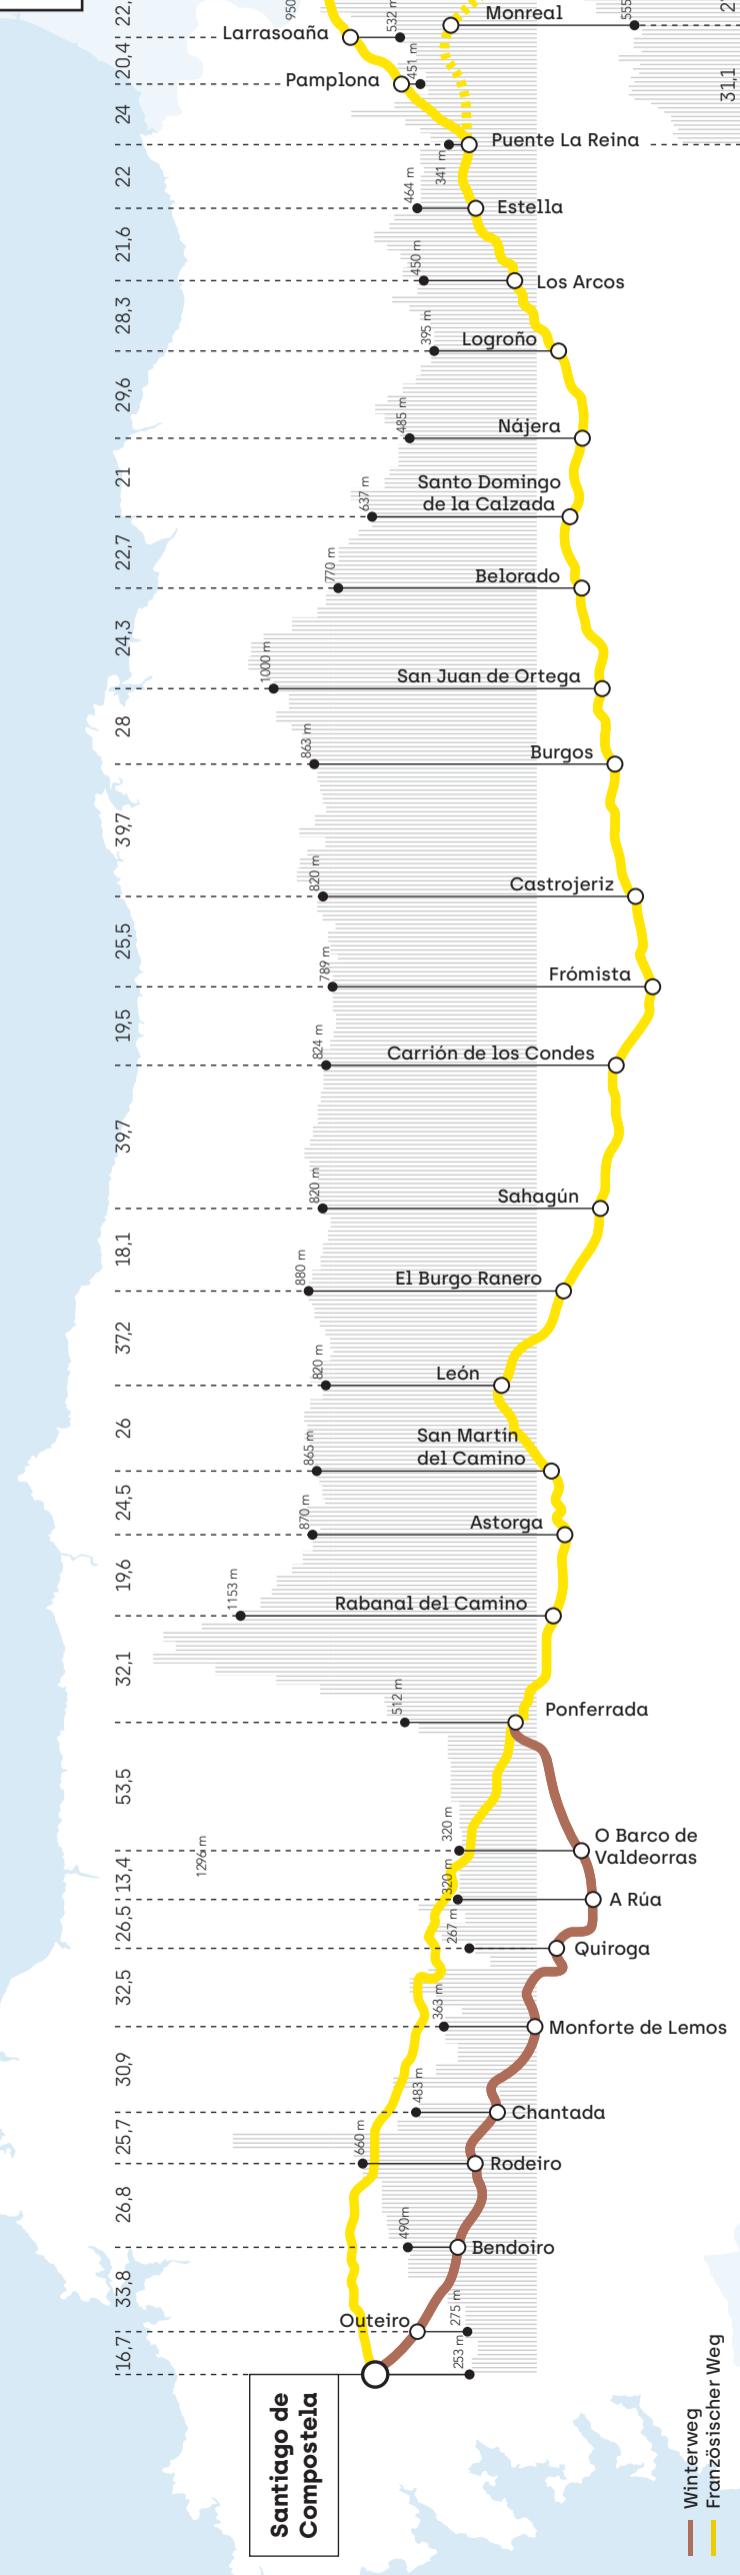 22,
950
532 m
Monreal
555
2
Larrasoaña
20,4
451 m
Pamplona
31,1
24
Puente La Reina
341 m
22
464 m
Estella
21,6
450 m
Los Arcos
28,3
395 m
Logroño
29,6
485 m
Nájera
21
637 m
Santo Domingo
de la Calzada
22,7
770 m
Belorado
24,3
1000 m
San Juan de Ortega
28
863 m
Burgos
39,7
820 m
Castrojeriz
25,5
789 m
Frómista
19,5
824 m
Carrión de los Condes
39,7
820 m
Sahagún
18,1
880 m
El Burgo Ranero
37,2
820 m
León
26
865 m
San Martín
del Camino
24,5
870 m
Astorga
19,6
1153 m
Rabanal del Camino
32,1
512 m
Ponferrada
53,5
320 m
O Barco de
Valdeorras
1296 m
13,4
320 m
A Rúa
26,5
267 m
Quiroga
32,5
363 m
Monforte de Lemos
30,9
483 m
Chantada
25,7
660 m
Rodeiro
26,8
490m
Bendoiro
33,8
275 m
Outeiro
16,7
253 m
Santiago de
Compostela
Winterweg
Französischer Weg